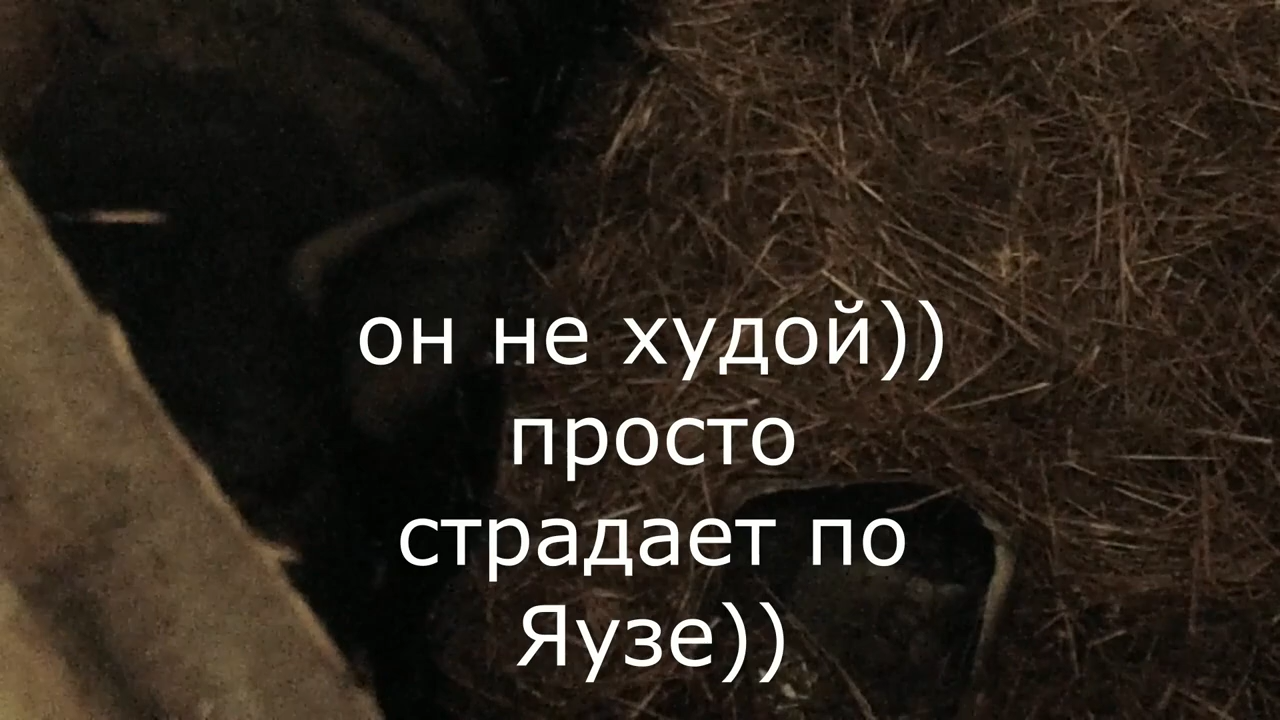 он не худой))
просто
страдает по
Яузе))